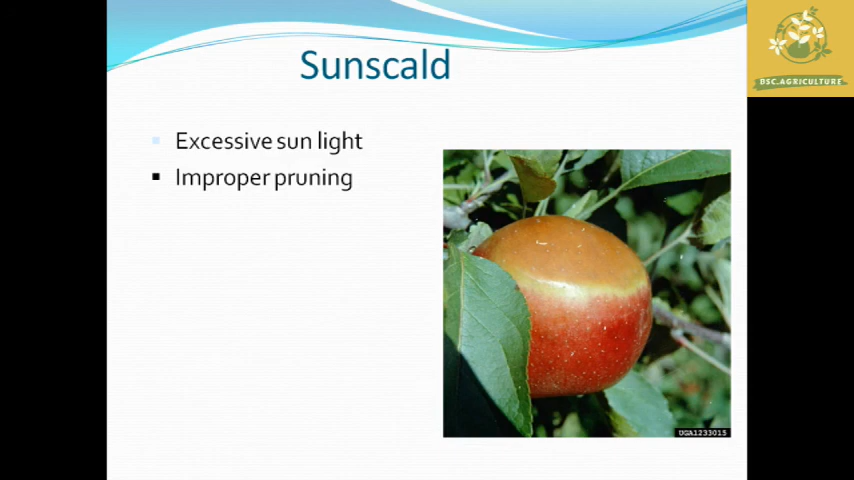 Sunscald
BSC.AGRICULTURE
Excessive sun light
Improper pruning
UGA1233015